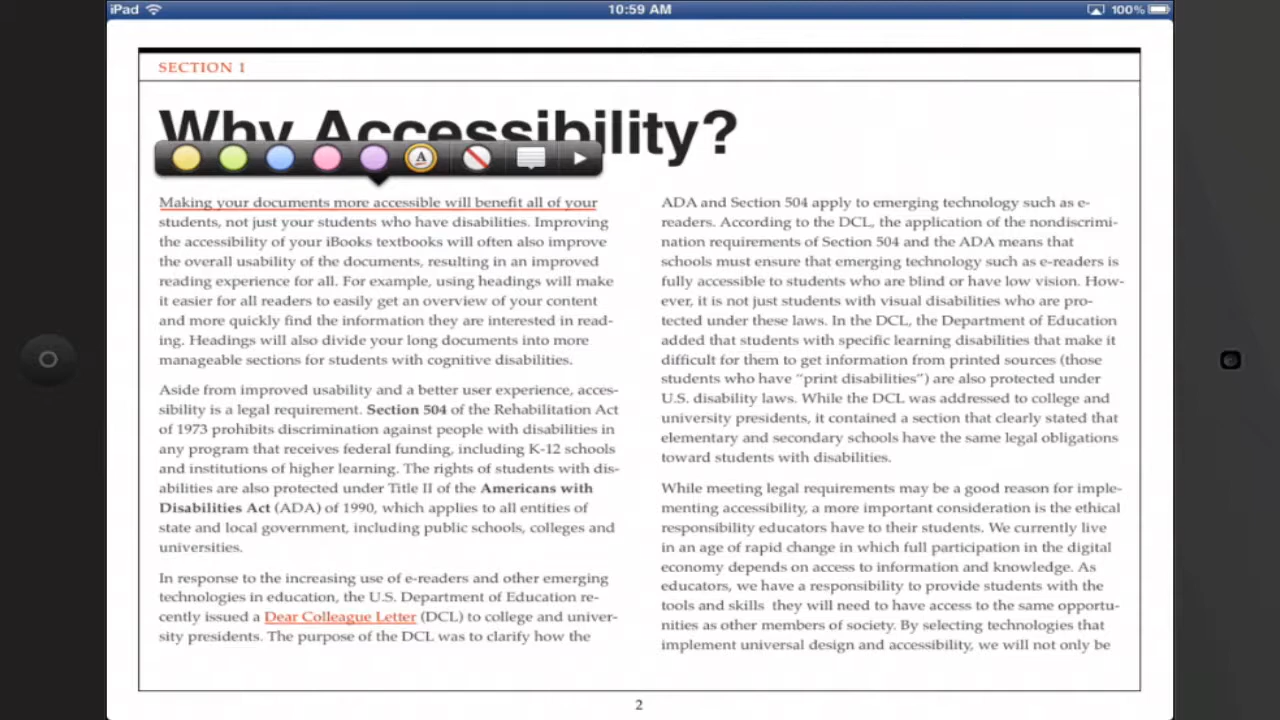 iPad
10:59 AM
100%
SECTION 1
Why Accessibility?
A
Making your documents more accessible will benefit all of your
students, not just your students who have disabilities. Improving
the accessibility of your iBooks textbooks will often also improve
the overall usability of the documents, resulting in an improved
reading experience for all. For example, using headings will make
it easier for all readers to easily get an overview of your content
and more quickly find the information they are interested in read-
ing. Headings will also divide your long documents into more
manageable sections for students with cognitive disabilities.
Aside from improved usability and a better user experience, acces-
sibility is a legal requirement. Section 504 of the Rehabilitation Act
of 1973 prohibits discrimination against people with disabilities in
any program that receives federal funding, including K-12 schools
and institutions of higher learning. The rights of students with dis-
abilities are also protected under Title II of the Americans with
Disabilities Act (ADA) of 1990, which applies to all entities of
state and local government, including public schools, colleges and
universities.
In response to the increasing use of e-readers and other emerging
technologies in education, the U.S. Department of Education re-
cently issued a Dear Colleague Letter (DCL) to college and univer-
sity presidents. The purpose of the DCL was to clarify how the
ADA and Section 504 apply to emerging technology such as e-
readers. According to the DCL, the application of the nondiscrimi-
nation requirements of Section 504 and the ADA means that
schools must ensure that emerging technology such as e-readers is
fully accessible to students who are blind or have low vision. How-
ever, it is not just students with visual disabilities who are pro-
tected under these laws. In the DCL, the Department of Education
added that students with specific learning disabilities that make it
difficult for them to get information from printed sources (those
students who have “print disabilities”) are also protected under
U.S. disability laws. While the DCL was addressed to college and
university presidents, it contained a section that clearly stated that
elementary and secondary schools have the same legal obligations
toward students with disabilities.
While meeting legal requirements may be a good reason for imple-
menting accessibility, a more important consideration is the ethical
responsibility educators have to their students. We currently live
in an age of rapid change in which full participation in the digital
economy depends on access to information and knowledge. As
educators, we have a responsibility to provide students with the
tools and skills they will need to have access to the same opportu-
nities as other members of society. By selecting technologies that
implement universal design and accessibility, we will not only be
2